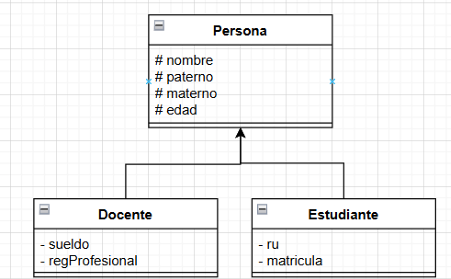 Persona
# nombre
# paterno
# materno
# edad
Docente
- sueldo
- regProfesional
Estudiante
- ru
- matricula